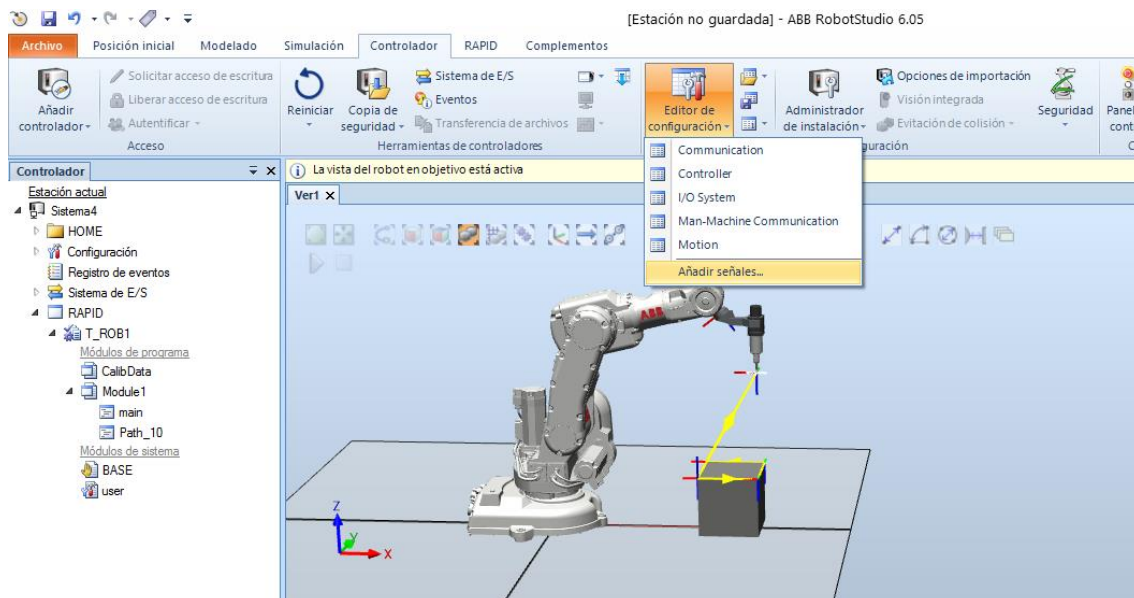 [Estación no guardada] - ABB RobotStudio 6.05
Archivo Posición inicial Modelado Simulación Controlador RAPID Complementos
Añadir controlador
Solicitar acceso de escritura
Liberar acceso de escritura
Autentificar
Acceso
Reiniciar
Copia de seguridad
Sistema de E/S
Eventos
Transferencia de archivos
Herramientas de controladores
Editor de configuración
Administrador de instalación
Opciones de importación
Visión integrada
Evitación de colisión
uración
Seguridad
Panel
cont
C
Communication
Controller
I/O System
Man-Machine Communication
Motion
Añadir señales...
Controlador
Estación actual
Sistema4
HOME
Configuración
Registro de eventos
Sistema de E/S
RAPID
T_ROB1
Módulos de programa
CalibData
Module1
main
Path_10
Módulos de sistema
BASE
user
La vista del robot en objetivo está activa
Ver1
ABB
Z
Y
X